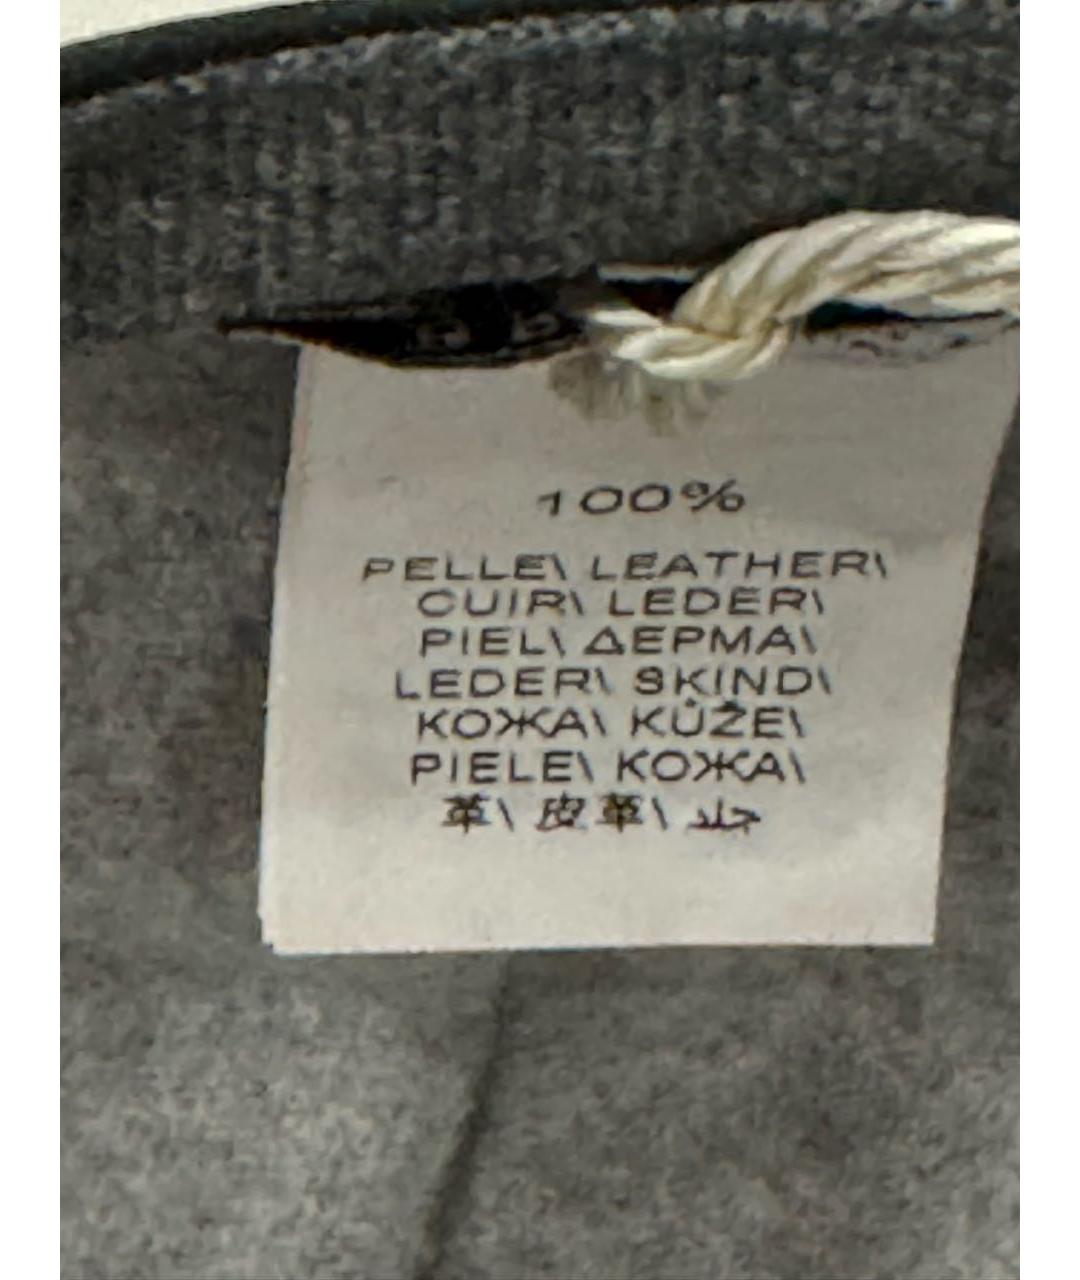 100%
PELLE\ LEATHER\
CUIR\ LEDER\
PIEL\ ΔΕΡΜΑ\
LEDER\ SKIND\
КОЖА\ KŮŽE\
PIELE\ КОЖА\
革\ 皮革\ جلد